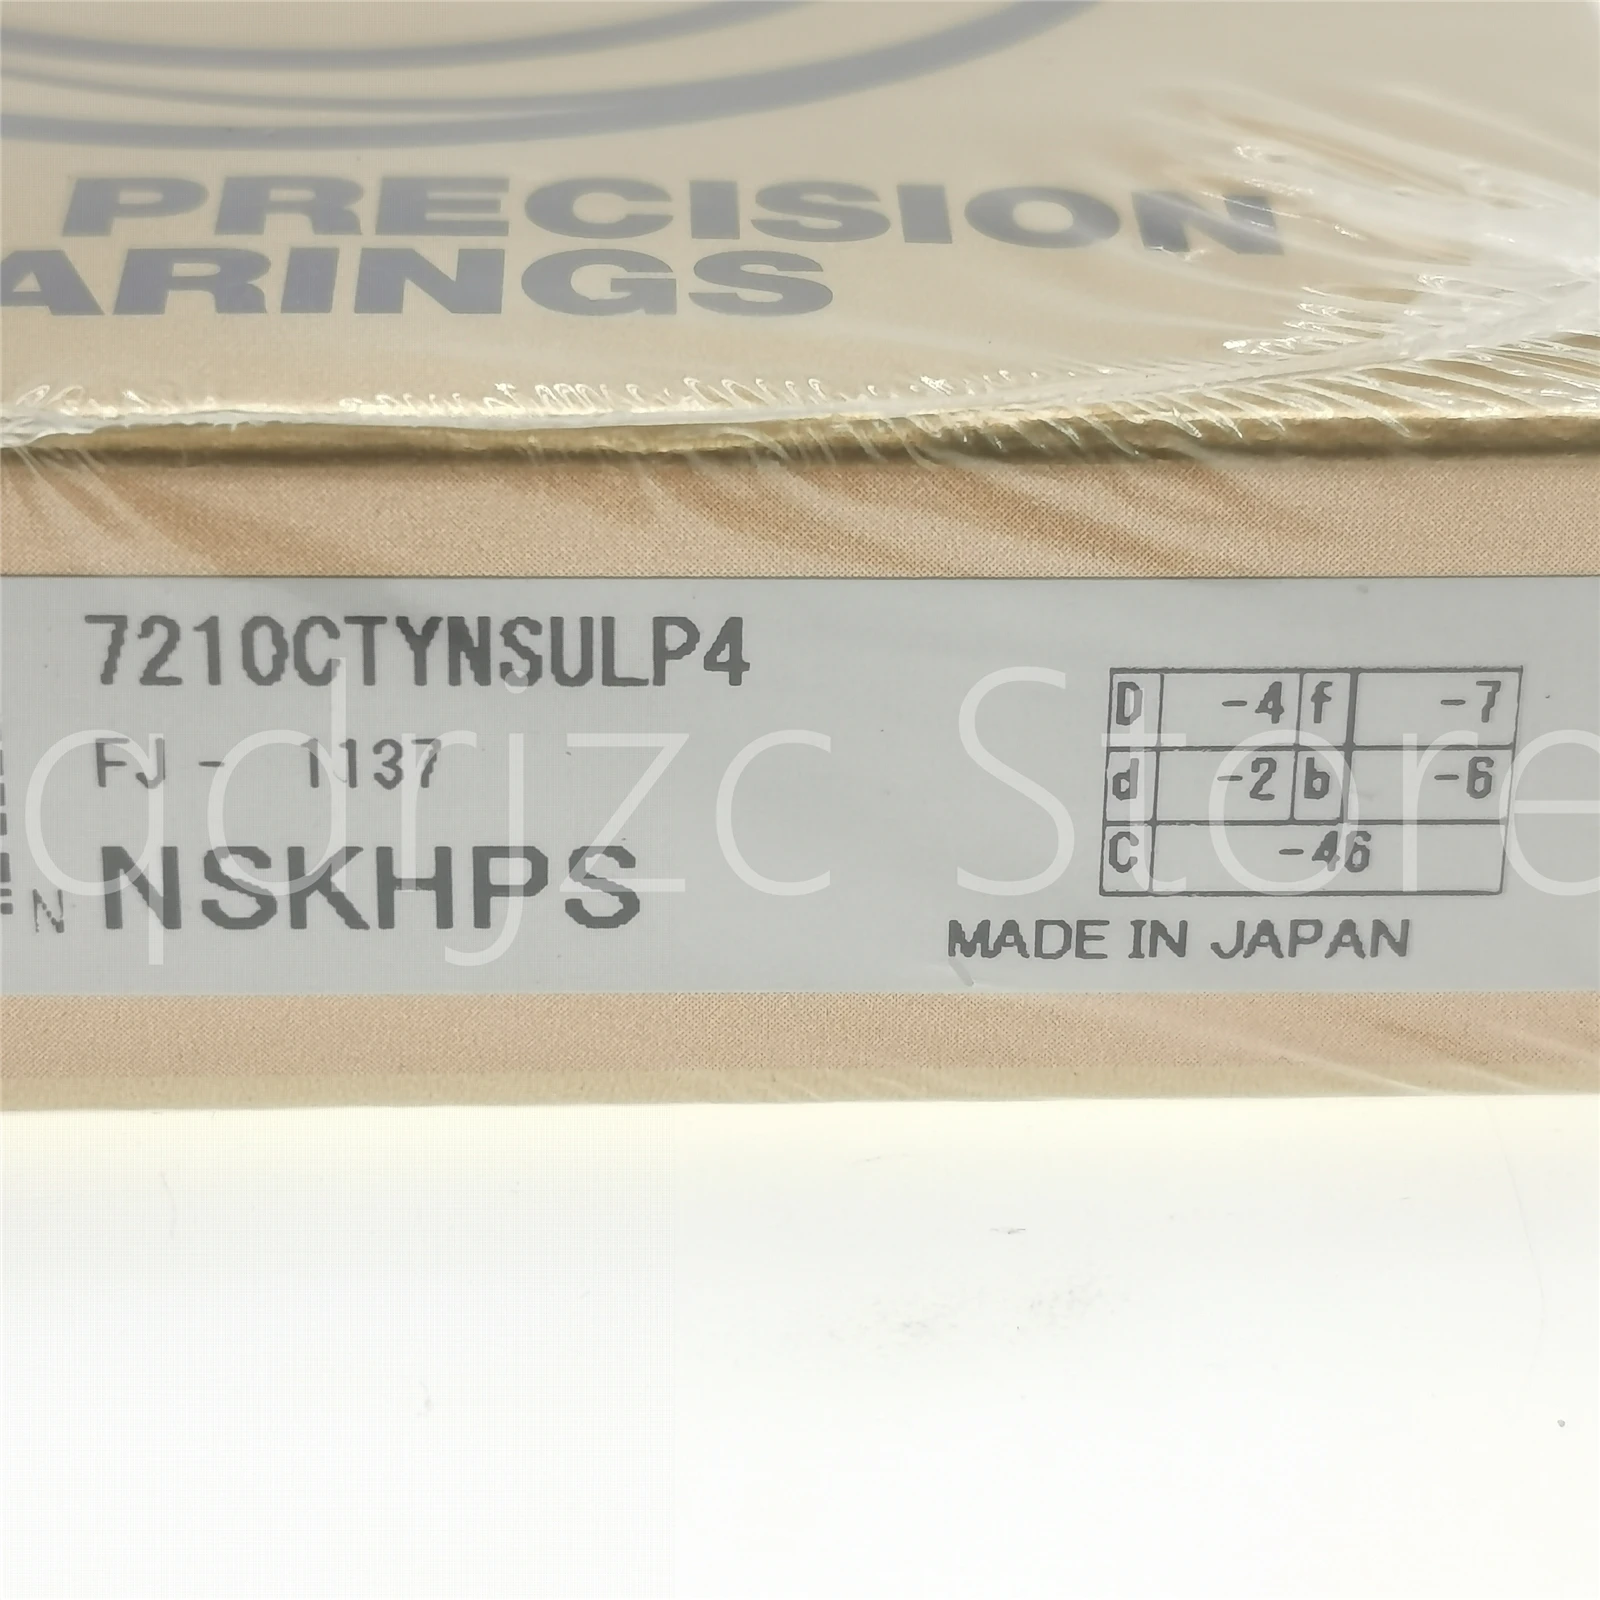 PRECISION
ARINGS
7210CTYNSULP4
FJ - 1137
N NSKHPS
D -4 f -7
d -2 b -6
C -46
MADE IN JAPAN
qdrjzc Store